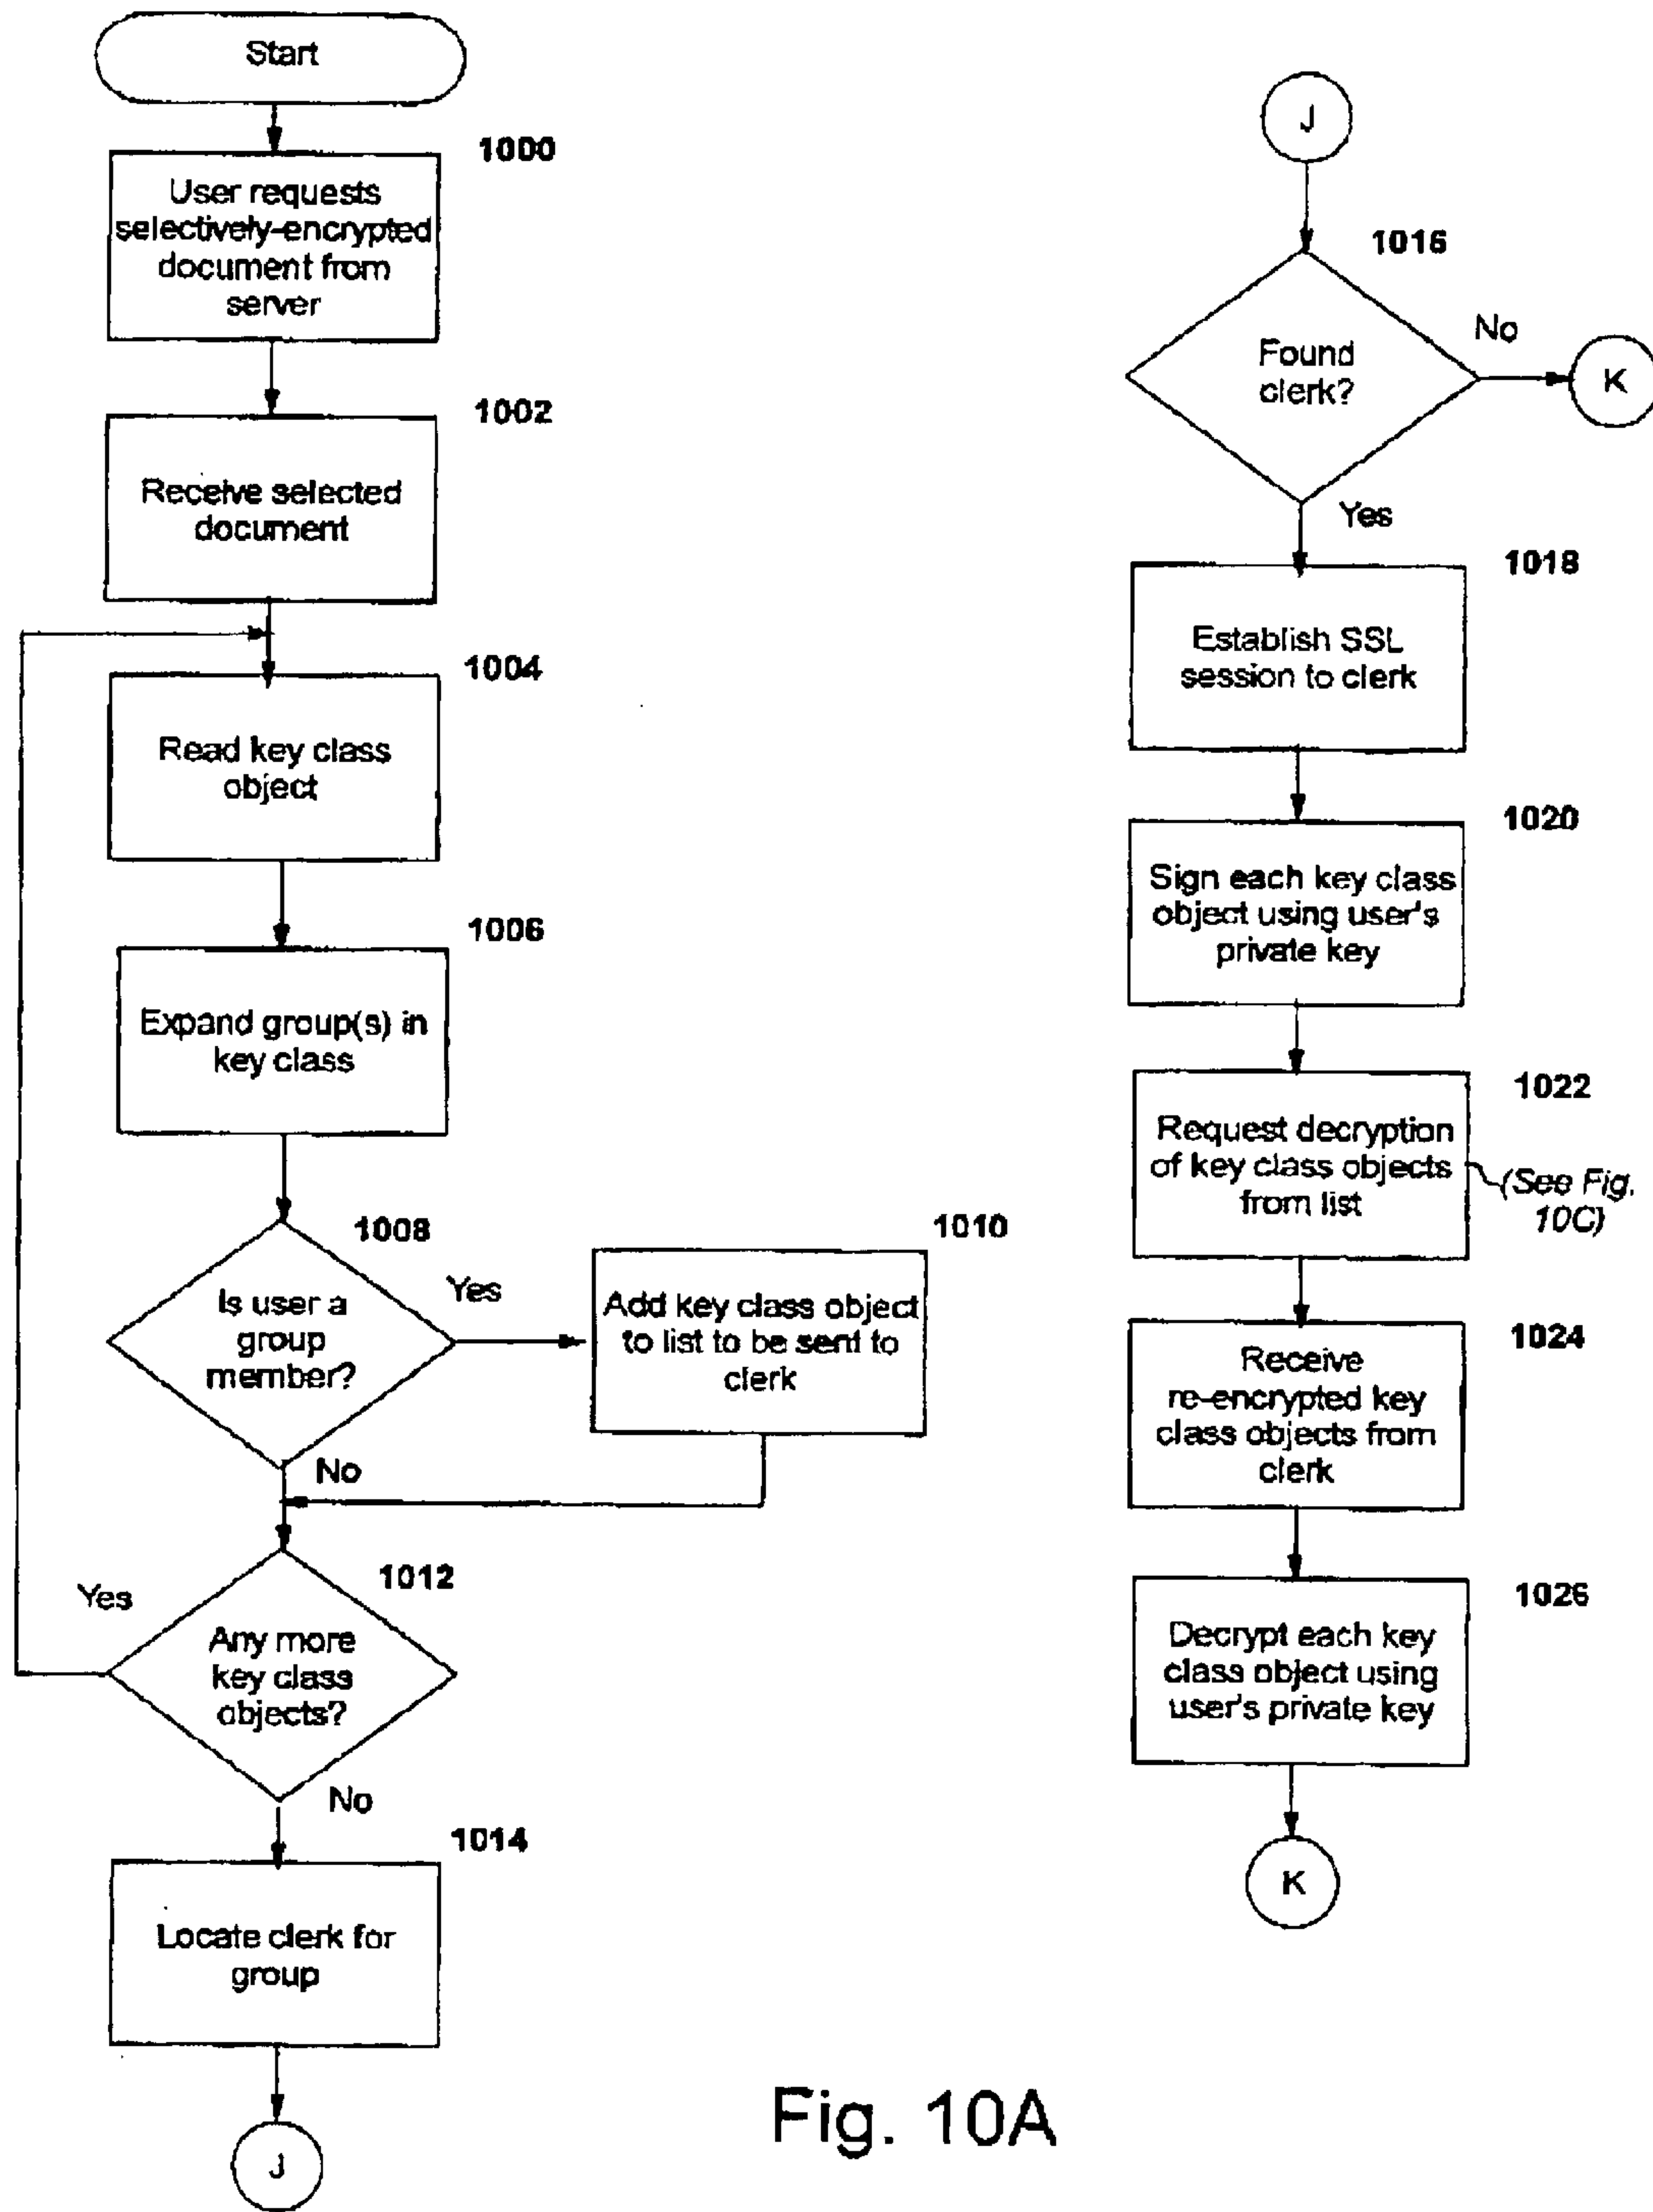 Start
1000
User requests
selectively-encrypted
document from
server
1002
Receive selected
document
1004
Read key class
object
1006
Expand group(s) in
key class
1008
Is user a
group
member?
Yes
1010
Add key class object
to list to be sent to
clerk
No
1012
Yes
Any more
key class
objects?
No
1014
Locate clerk for
group
J
J
1016
Found
clerk?
No
K
Yes
1018
Establish SSL
session to clerk
1020
Sign each key class
object using user's
private key
1022
Request decryption
of key class objects
from list
(See Fig.
10C)
1024
Receive
re-encrypted key
class objects from
clerk
1026
Decrypt each key
class object using
user's private key
K
Fig. 10A